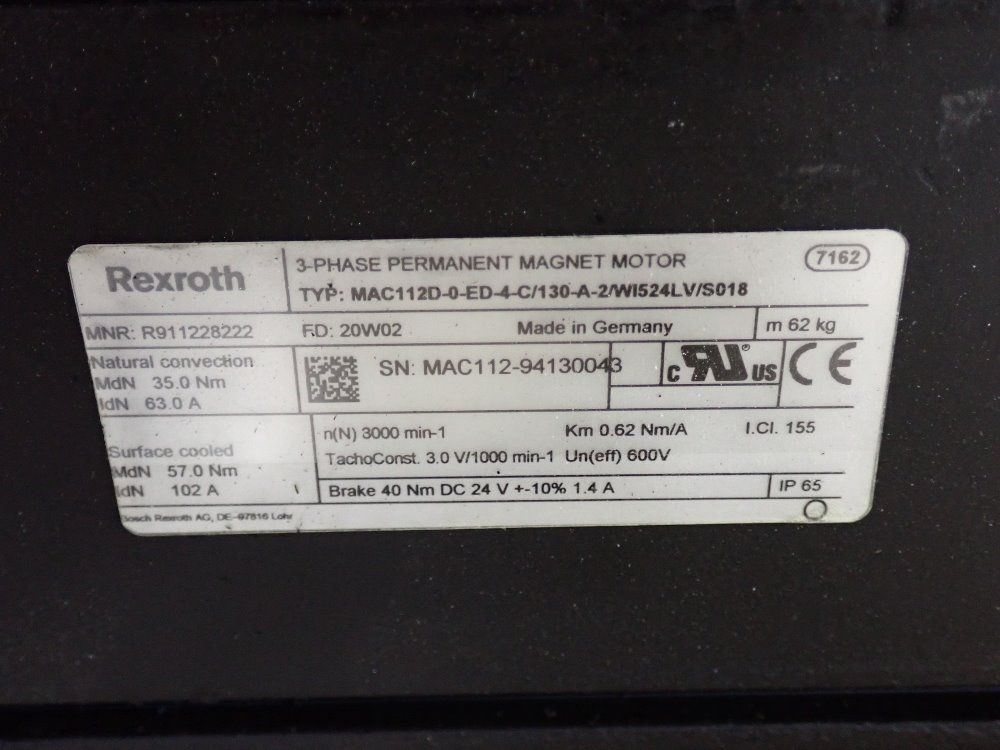 Rexroth
3-PHASE PERMANENT MAGNET MOTOR
7162
TYP: MAC112D-0-ED-4-C/130-A-2/WI524LV/S018
MNR: R911228222 FD: 20W02 Made in Germany m 62 kg
Natural convection
MdN 35.0 Nm
IdN 63.0 A
SN: MAC112-94130043
c RU US CE
n(N) 3000 min-1 Km 0.62 Nm/A I.Cl. 155
TachoConst. 3.0 V/1000 min-1 Un(eff) 600V
Surface cooled
MdN 57.0 Nm
IdN 102 A
Brake 40 Nm DC 24 V +-10% 1.4 A IP 65
Bosch Rexroth AG, DE-97816 Lohr